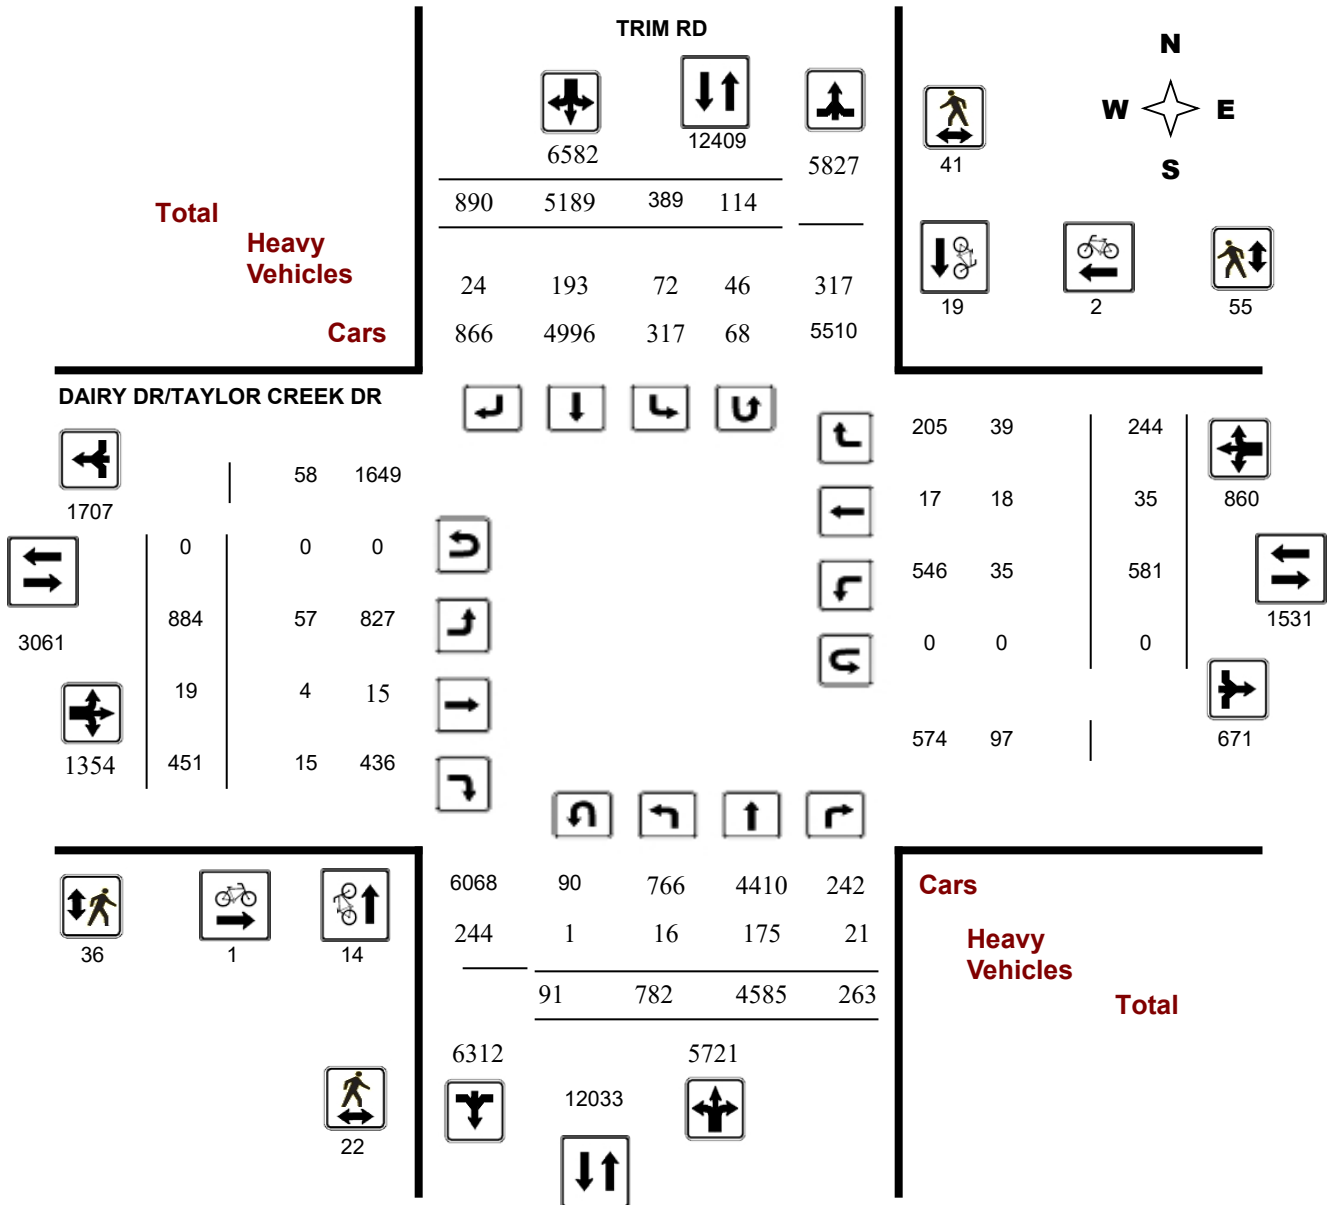 TRIM RD
N
W E
S
6582
12409
5827
41
890 5189 389 114
Total
Heavy
Vehicles
24 193 72 46 317
19 2 55
Cars
866 4996 317 68 5510
DAIRY DR/TAYLOR CREEK DR
205 39 244
58 1649
1707
17 18 35 860
0 0 0
546 35 581
884 57 827
1531
3061
0 0 0
19 4 15
574 97 671
1354 451 15 436
6068 90 766 4410 242
Cars
244 1 16 175 21
Heavy
Vehicles
36 1 14
91 782 4585 263
Total
6312 5721
12033
22